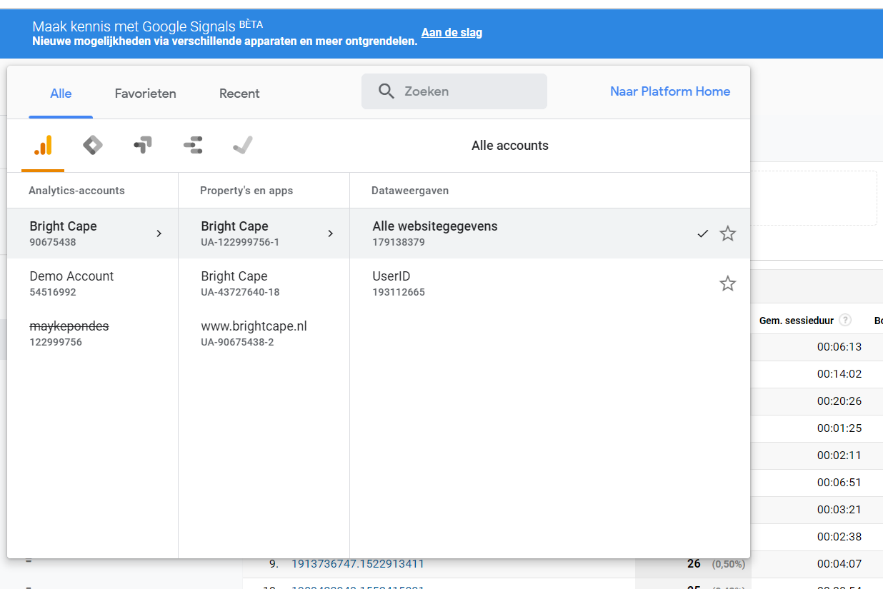 Maak kennis met Google Signals BÈTA
Nieuwe mogelijkheden via verschillende apparaten en meer ontgrendelen.
Aan de slag
Alle
Favorieten
Recent
Zoeken
Naar Platform Home
Alle accounts
Analytics-accounts
Property's en apps
Dataweergaven
Bright Cape
90675438
Bright Cape
UA-122999756-1
Alle websitegegevens
179138379
Demo Account
54516992
Bright Cape
UA-43727640-18
UserID
193112665
maykepondes
122999756
www.brightcape.nl
UA-90675438-2
Gem. sessieduur ?
00:06:13
00:14:02
00:20:26
00:01:25
00:02:11
00:06:51
00:03:21
00:02:38
9. 1913736747.1522913411 26 (0,50%) 00:04:07